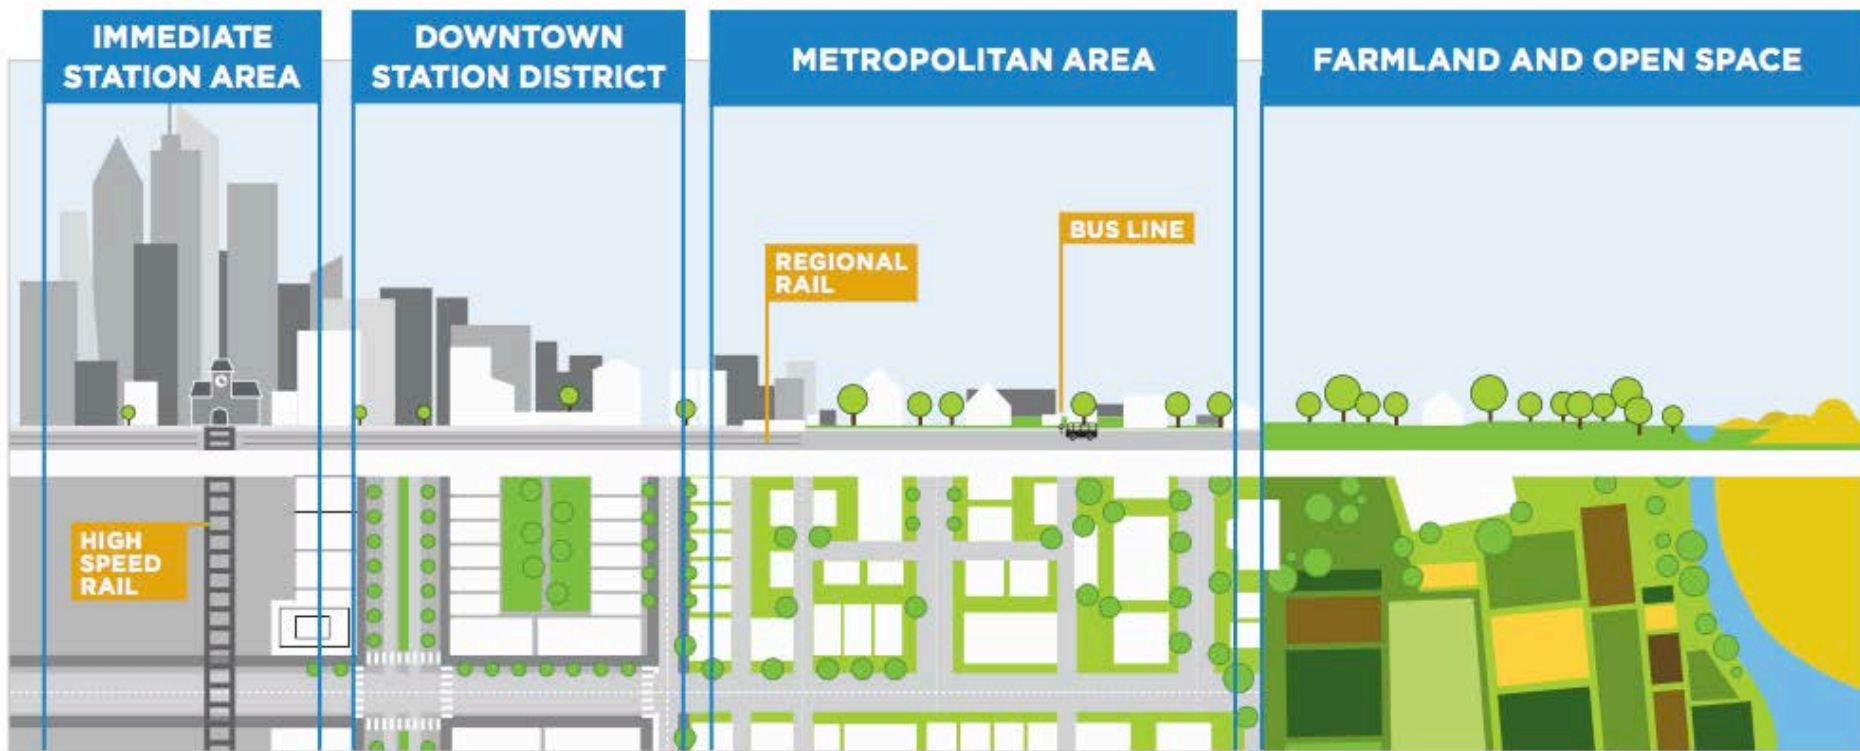 IMMEDIATE
STATION AREA
DOWNTOWN
STATION DISTRICT
METROPOLITAN AREA
FARMLAND AND OPEN SPACE
BUS LINE
REGIONAL
RAIL
HIGH
SPEED
RAIL